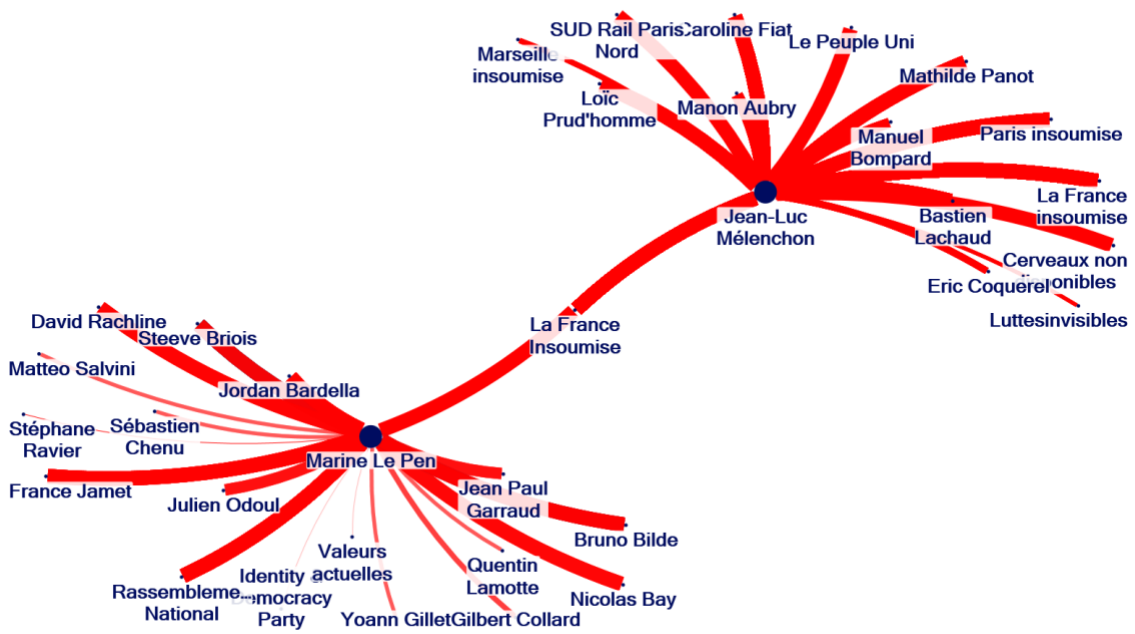 SUD Rail Paris
Nord
Caroline Fiat
Le Peuple Uni
Marseille
insoumise
Mathilde Panot
Loïc
Prud'homme
Manon Aubry
Manuel
Bompard
Paris insoumise
La France
insoumise
Jean-Luc
Mélenchon
Bastien
Lachaud
Cerveaux non
disponibles
Eric Coquerel
Luttesinvisibles
La France
Insoumise
David Rachline
Steeve Briois
Matteo Salvini
Jordan Bardella
Stéphane
Ravier
Sébastien
Chenu
Marine Le Pen
France Jamet
Julien Odoul
Jean Paul
Garraud
Bruno Bilde
Valeurs
actuelles
Quentin
Lamotte
Rassembleme...
National
Identity &
Democracy
Party
Nicolas Bay
Yoann Gillet
Gilbert Collard